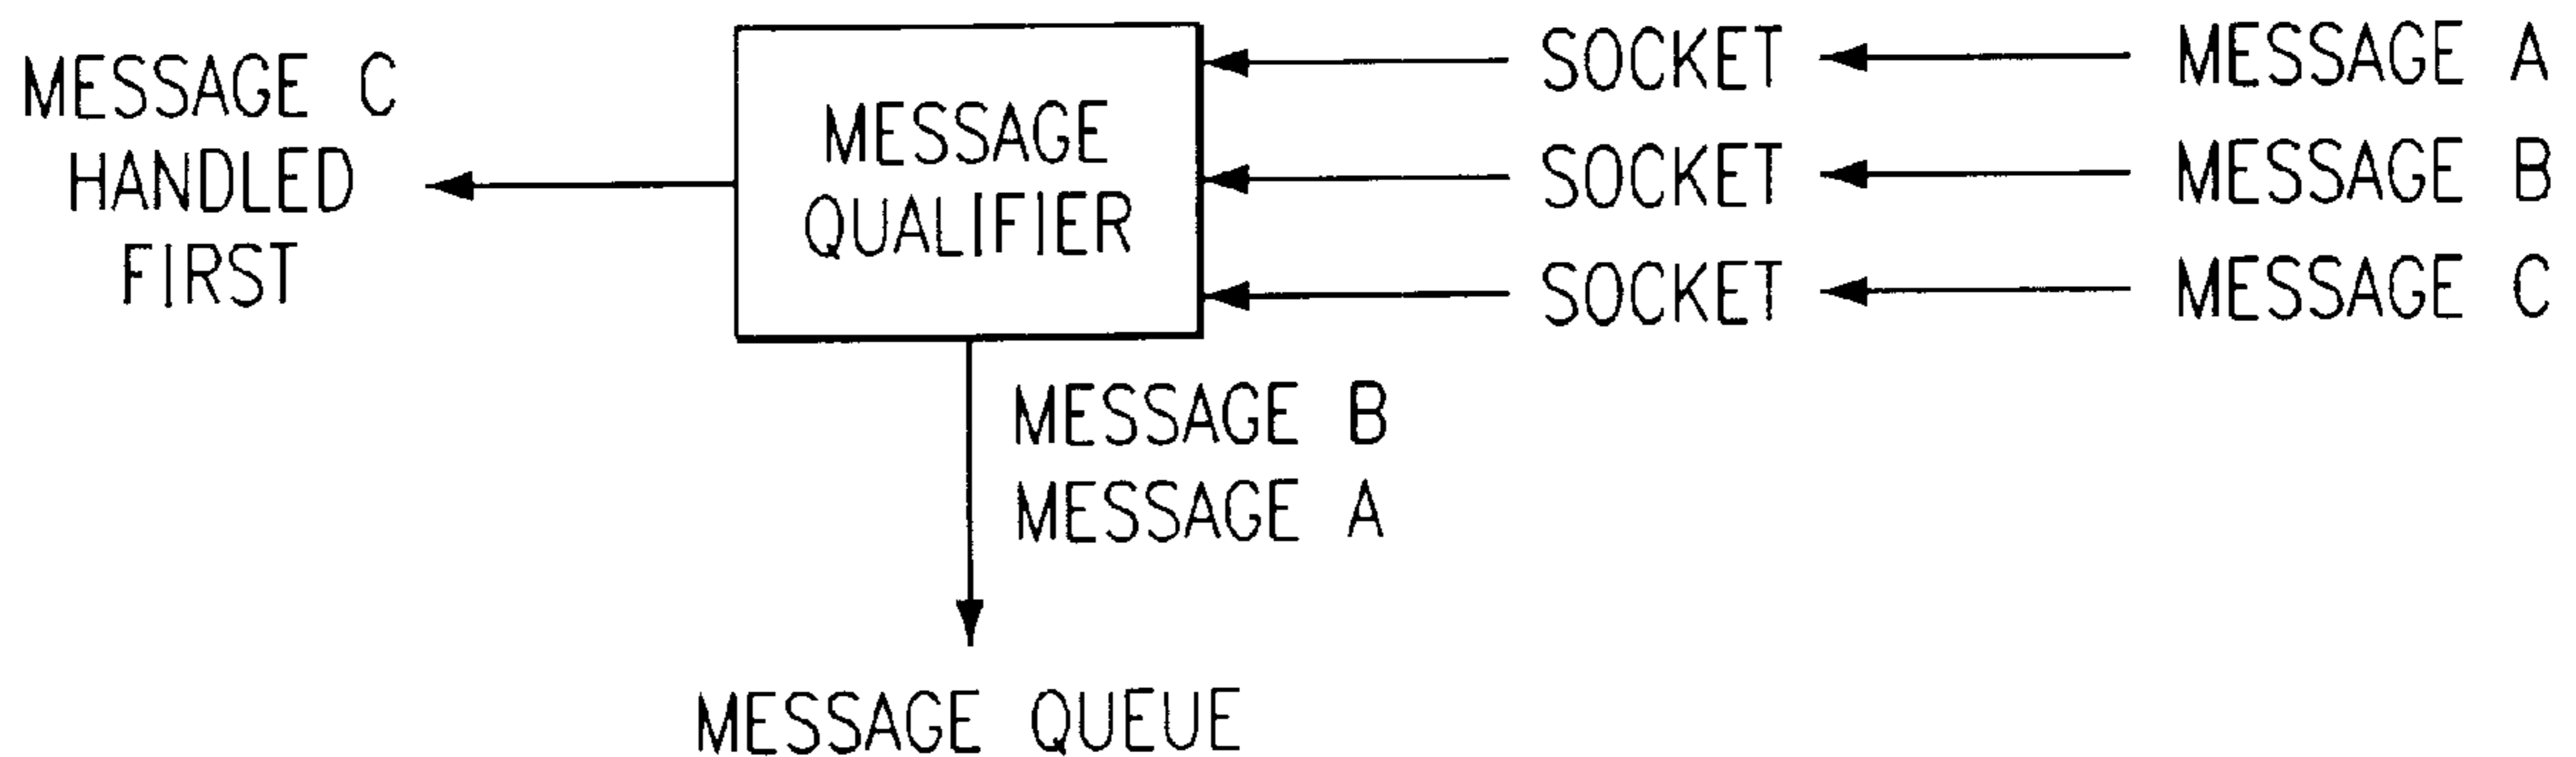 MESSAGE C
HANDLED
FIRST
MESSAGE
QUALIFIER
SOCKET
MESSAGE A
SOCKET
MESSAGE B
SOCKET
MESSAGE C
MESSAGE B
MESSAGE A
MESSAGE QUEUE